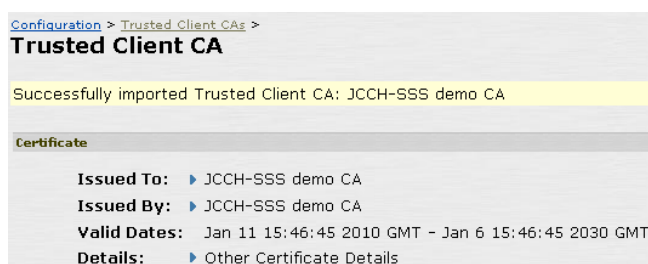 Configuration > Trusted Client CAs >
Trusted Client CA
Successfully imported Trusted Client CA: JCCH-SSS demo CA
Certificate
Issued To: JCCH-SSS demo CA
Issued By: JCCH-SSS demo CA
Valid Dates: Jan 11 15:46:45 2010 GMT - Jan 6 15:46:45 2030 GMT
Details: Other Certificate Details